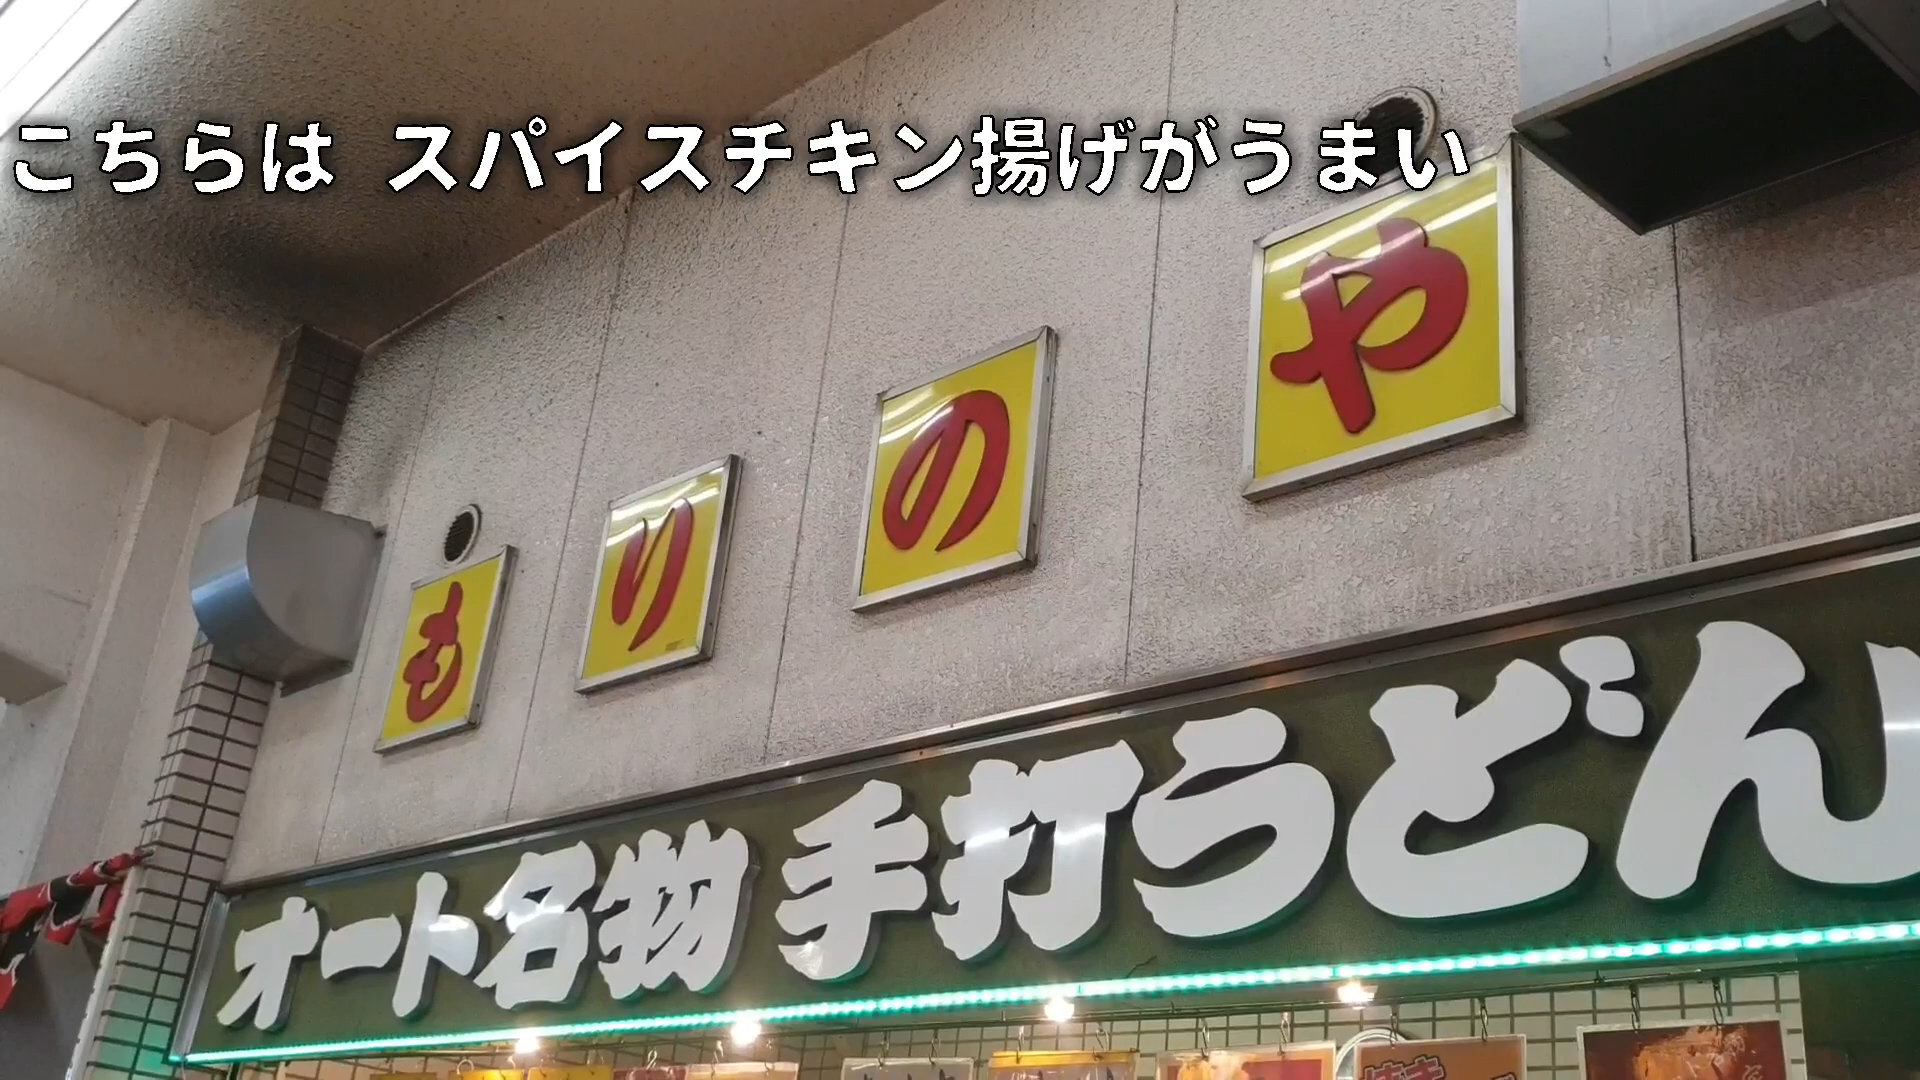 こちらは スパイスチキン揚げがうまい
もりのや
オート名物 手打うどん